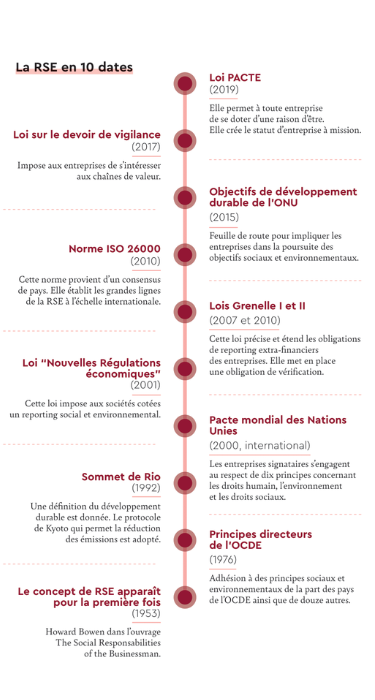 La RSE en 10 dates
Loi PACTE
(2019)
Elle permet à toute entreprise
de se doter d'une raison d'être.
Elle crée le statut d'entreprise à mission.
Loi sur le devoir de vigilance
(2017)
Impose aux entreprises de s'intéresser
aux chaînes de valeur.
Objectifs de développement
durable de l'ONU
(2015)
Feuille de route pour impliquer les
entreprises dans la poursuite des
objectifs sociaux et environnementaux.
Norme ISO 26000
(2010)
Cette norme provient d'un consensus
de pays. Elle établit les grandes lignes
de la RSE à l'échelle internationale.
Lois Grenelle I et II
(2007 et 2010)
Cette loi précise et étend les obligations
de reporting extra-financiers
des entreprises. Elle met en place
une obligation de vérification.
Loi "Nouvelles Régulations
économiques"
(2001)
Cette loi impose aux sociétés cotées
un reporting social et environnemental.
Pacte mondial des Nations
Unies
(2000, international)
Les entreprises signataires s'engagent
au respect de dix principes concernant
les droits humain, l'environnement
et les droits sociaux.
Sommet de Rio
(1992)
Une définition du développement
durable est donnée. Le protocole
de Kyoto qui permet la réduction
des émissions est adopté.
Principes directeurs
de l'OCDE
(1976)
Adhésion à des principes sociaux et
environnementaux de la part des pays
de l'OCDE ainsi que de douze autres.
Le concept de RSE apparaît
pour la première fois
(1953)
Howard Bowen dans l'ouvrage
The Social Responsabilities
of the Businessman.